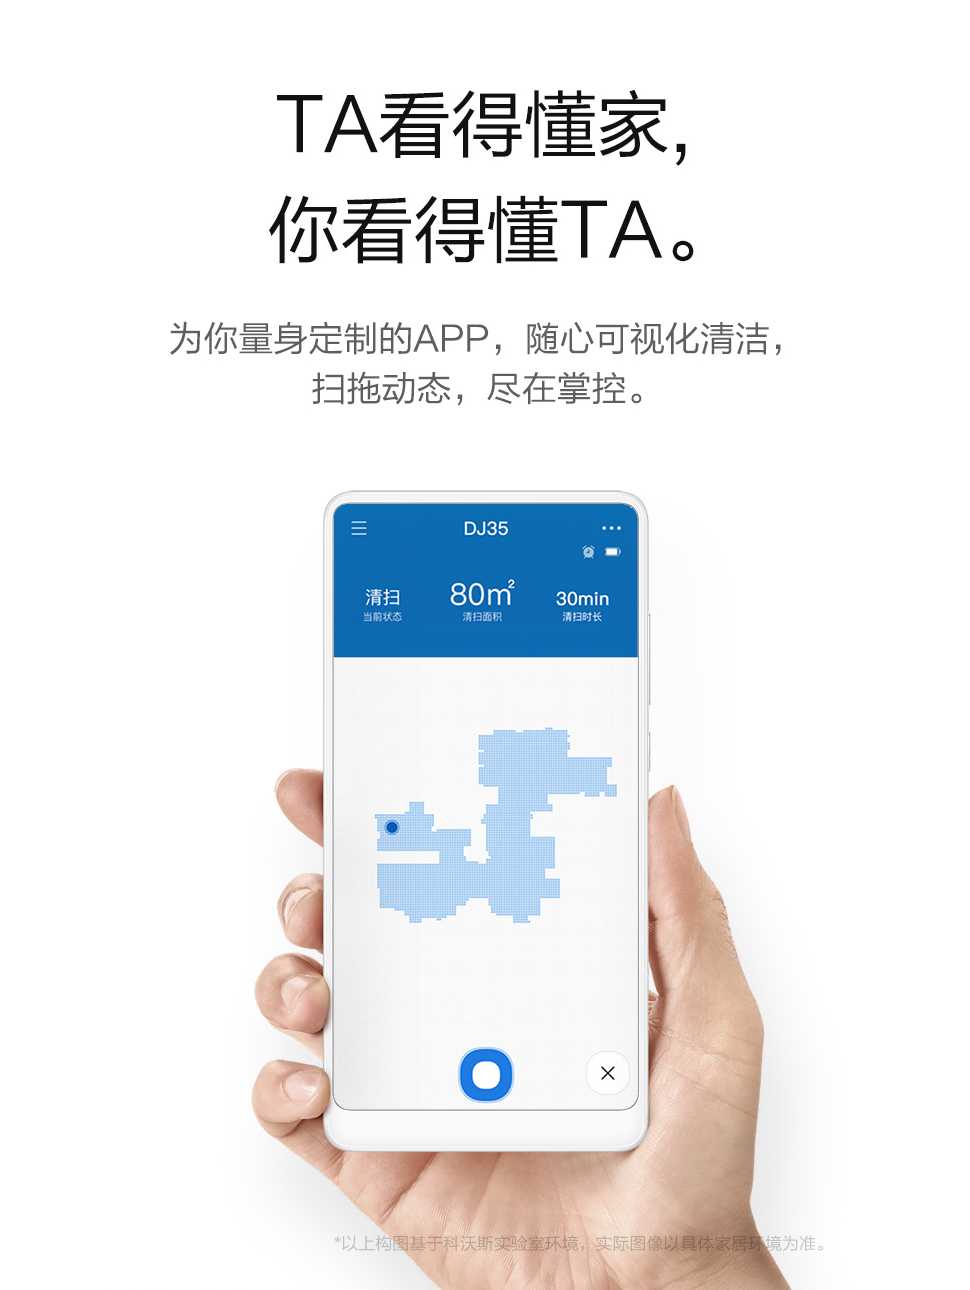 TA看得懂家，
你看得懂TA。
为你量身定制的APP，随心可视化清洁，
扫拖动态，尽在掌控。
DJ35
清扫
当前状态
80m²
清扫面积
30min
清扫时长
*以上构图基于科沃斯实验室环境，实际图像以具体家居环境为准。